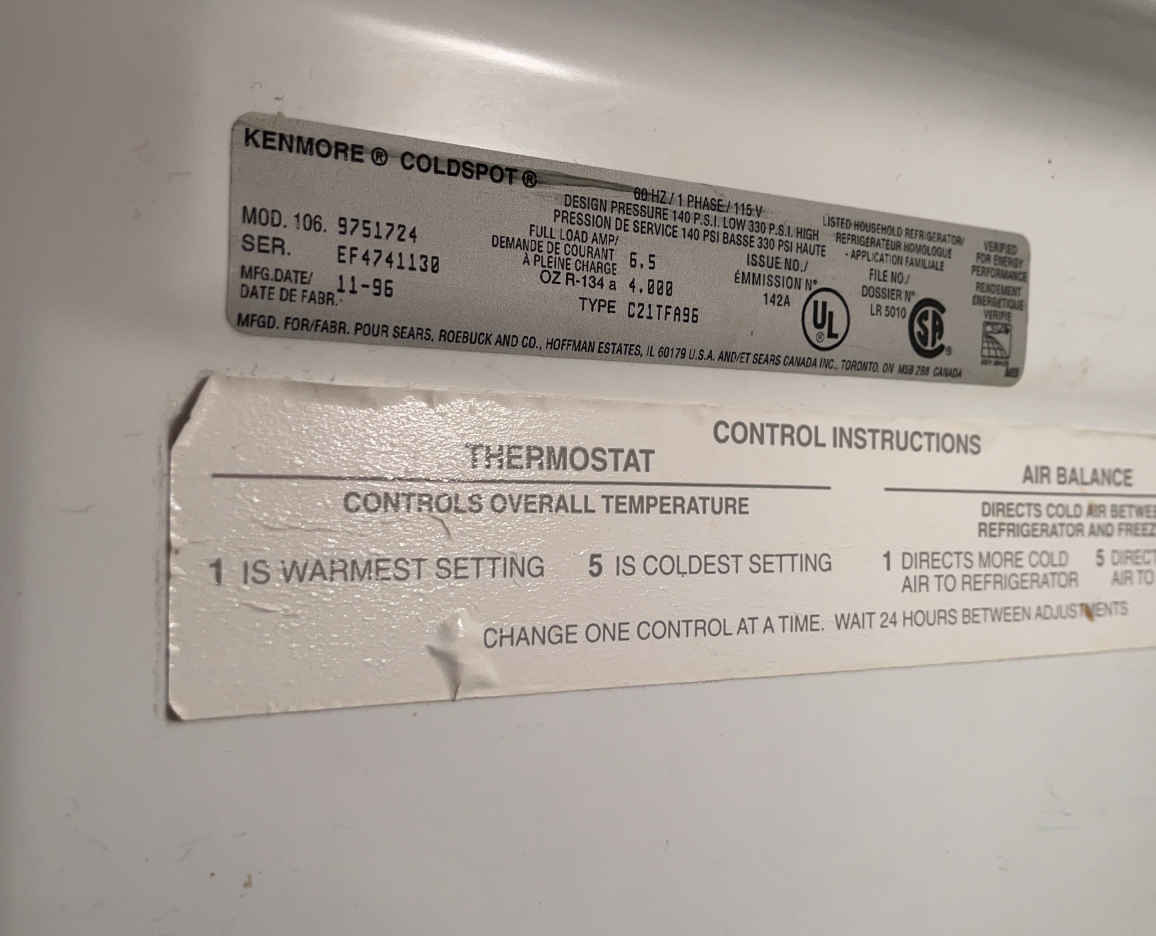 KENMORE ® COLDSPOT ®
MOD. 106. 9751724
SER. EF4741130
MFG.DATE/ 11-96
DATE DE FABR.
60 HZ / 1 PHASE / 115 V
DESIGN PRESSURE 140 P.S.I. LOW 330 P.S.I. HIGH
PRESSION DE SERVICE 140 PSI BASSE 330 PSI HAUTE
FULL LOAD AMP/
DEMANDE DE COURANT 6.5
À PLEINE CHARGE
OZ R-134 a 4.000
TYPE C21TFA96
ISSUE NO./
ÉMMISSION N°
142A
UL
®
LISTED HOUSEHOLD REFRIGERATOR/
REFRIGERATEUR HOMOLOGUE
- APPLICATION FAMILIALE
FILE NO./
DOSSIER N°
LR 5010
SA ®
VERIFIED
FOR ENERGY
PERFORMANCE
RENDEMENT
ÉNERGÉTIQUE
VERIFIE
MFGD. FOR/FABR. POUR SEARS, ROEBUCK AND CO., HOFFMAN ESTATES, IL 60179 U.S.A. AND/ET SEARS CANADA INC., TORONTO, ON M5B 2B8 CANADA
CONTROL INSTRUCTIONS
THERMOSTAT
CONTROLS OVERALL TEMPERATURE
1 IS WARMEST SETTING 5 IS COLDEST SETTING
AIR BALANCE
DIRECTS COLD AIR BETWEE
REFRIGERATOR AND FREEZ
1 DIRECTS MORE COLD 5 DIRECT
AIR TO REFRIGERATOR AIR TO
CHANGE ONE CONTROL AT A TIME. WAIT 24 HOURS BETWEEN ADJUSTMENTS